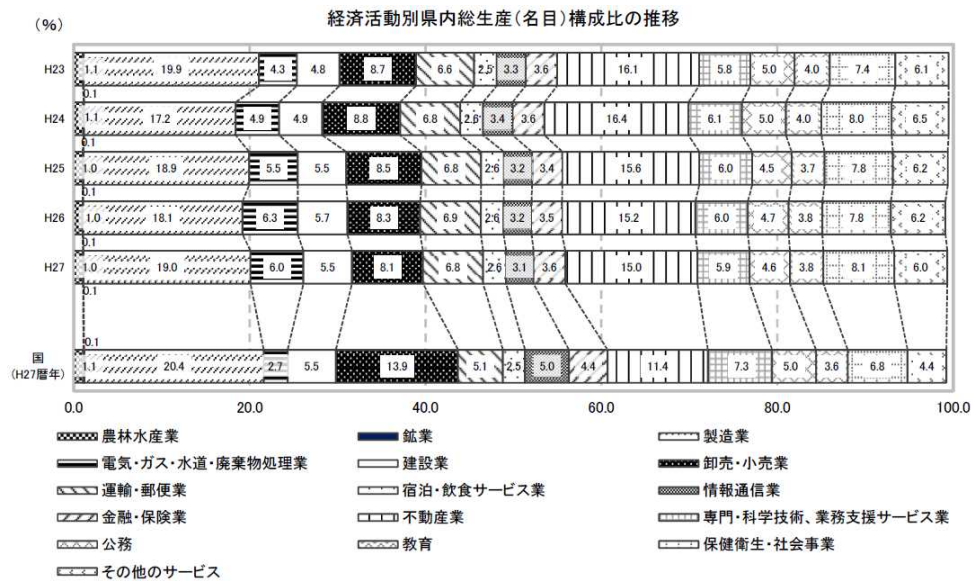 経済活動別県内総生産(名目)構成比の推移
(%)
H23 1.1 19.9 4.3 4.8 8.7 6.6 2.5 3.3 3.6 16.1 5.8 5.0 4.0 7.4 6.1
0.1
H24 1.1 17.2 4.9 4.9 8.8 6.8 2.6 3.4 3.6 16.4 6.1 5.0 4.0 8.0 6.5
0.1
H25 1.0 18.9 5.5 5.5 8.5 6.8 2.6 3.2 3.4 15.6 6.0 4.5 3.7 7.8 6.2
0.1
H26 1.0 18.1 6.3 5.7 8.3 6.9 2.6 3.2 3.5 15.2 6.0 4.7 3.8 7.8 6.2
0.1
H27 1.0 19.0 6.0 5.5 8.1 6.8 2.6 3.1 3.6 15.0 5.9 4.6 3.8 8.1 6.0
0.1
0.1
国
(H27暦年) 1.1 20.4 2.7 5.5 13.9 5.1 2.5 5.0 4.4 11.4 7.3 5.0 3.6 6.8 4.4
0.0 20.0 40.0 60.0 80.0 100.0
農林水産業 鉱業 製造業
電気・ガス・水道・廃棄物処理業 建設業 卸売・小売業
運輸・郵便業 宿泊・飲食サービス業 情報通信業
金融・保険業 不動産業 専門・科学技術、業務支援サービス業
公務 教育 保健衛生・社会事業
その他のサービス